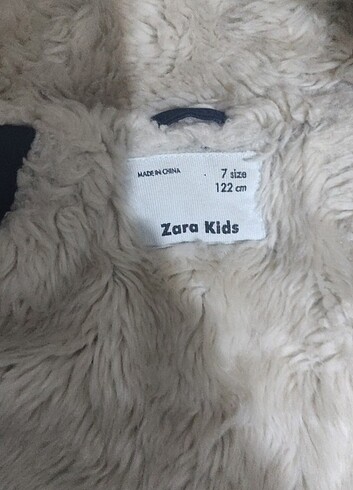 MADE IN CHINA
7 size
122 cm
Zara Kids